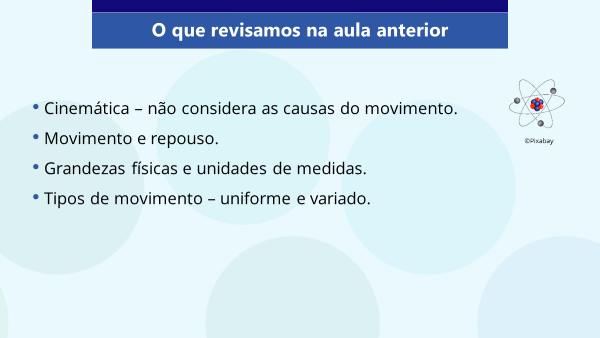 O que revisamos na aula anterior
• Cinemática – não considera as causas do movimento.
• Movimento e repouso.
• Grandezas físicas e unidades de medidas.
• Tipos de movimento – uniforme e variado.
©Pixabay